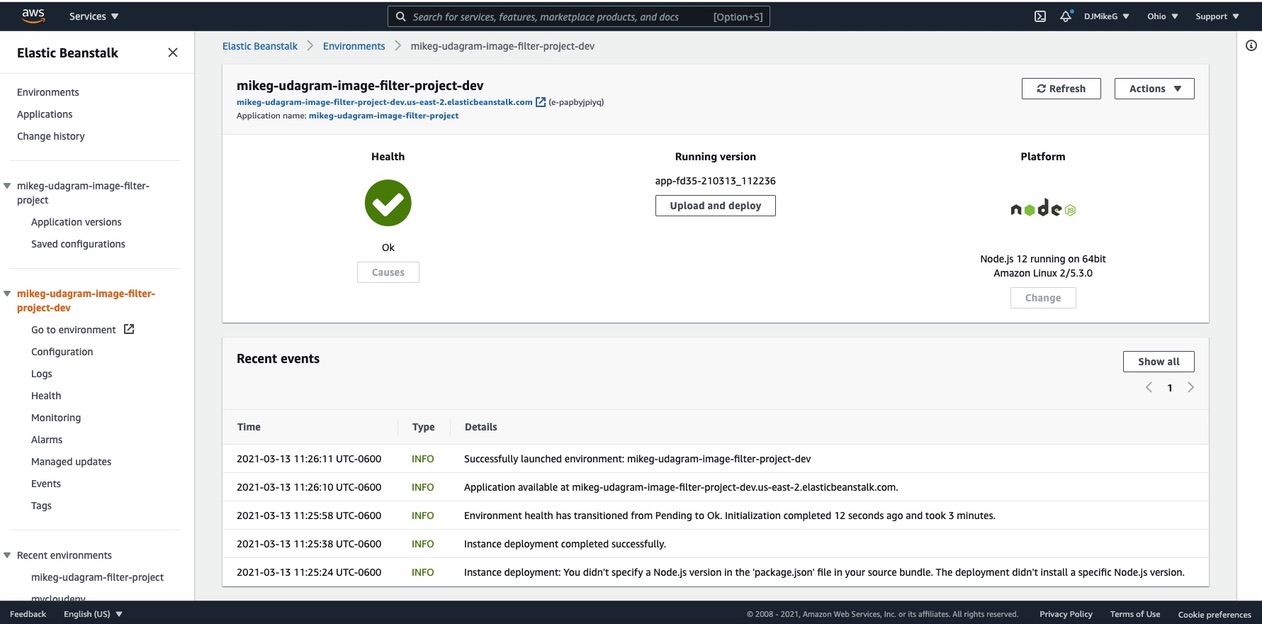 aws
Services
Search for services, features, marketplace products, and docs [Option+S]
DJMikeG
Ohio
Support
Elastic Beanstalk
Environments
Applications
Change history
mikeg-udagram-image-filter-
project
Application versions
Saved configurations
mikeg-udagram-image-filter-
project-dev
Go to environment
Configuration
Logs
Health
Monitoring
Alarms
Managed updates
Events
Tags
Recent environments
mikeg-udagram-filter-project
mycloudenv
Elastic Beanstalk > Environments > mikeg-udagram-image-filter-project-dev
mikeg-udagram-image-filter-project-dev
mikeg-udagram-image-filter-project-dev.us-east-2.elasticbeanstalk.com (e-papbyjpiyq)
Application name: mikeg-udagram-image-filter-project
Refresh
Actions
Health
Ok
Causes
Running version
app-fd35-210313_112236
Upload and deploy
Platform
node JS
Node.js 12 running on 64bit
Amazon Linux 2/5.3.0
Change
Recent events
Show all
1
Time Type Details
2021-03-13 11:26:11 UTC-0600 INFO Successfully launched environment: mikeg-udagram-image-filter-project-dev
2021-03-13 11:26:10 UTC-0600 INFO Application available at mikeg-udagram-image-filter-project-dev.us-east-2.elasticbeanstalk.com.
2021-03-13 11:25:58 UTC-0600 INFO Environment health has transitioned from Pending to Ok. Initialization completed 12 seconds ago and took 3 minutes.
2021-03-13 11:25:38 UTC-0600 INFO Instance deployment completed successfully.
2021-03-13 11:25:24 UTC-0600 INFO Instance deployment: You didn't specify a Node.js version in the 'package.json' file in your source bundle. The deployment didn't install a specific Node.js version.
Feedback
English (US)
© 2008 - 2021, Amazon Web Services, Inc. or its affiliates. All rights reserved.
Privacy Policy
Terms of Use
Cookie preferences